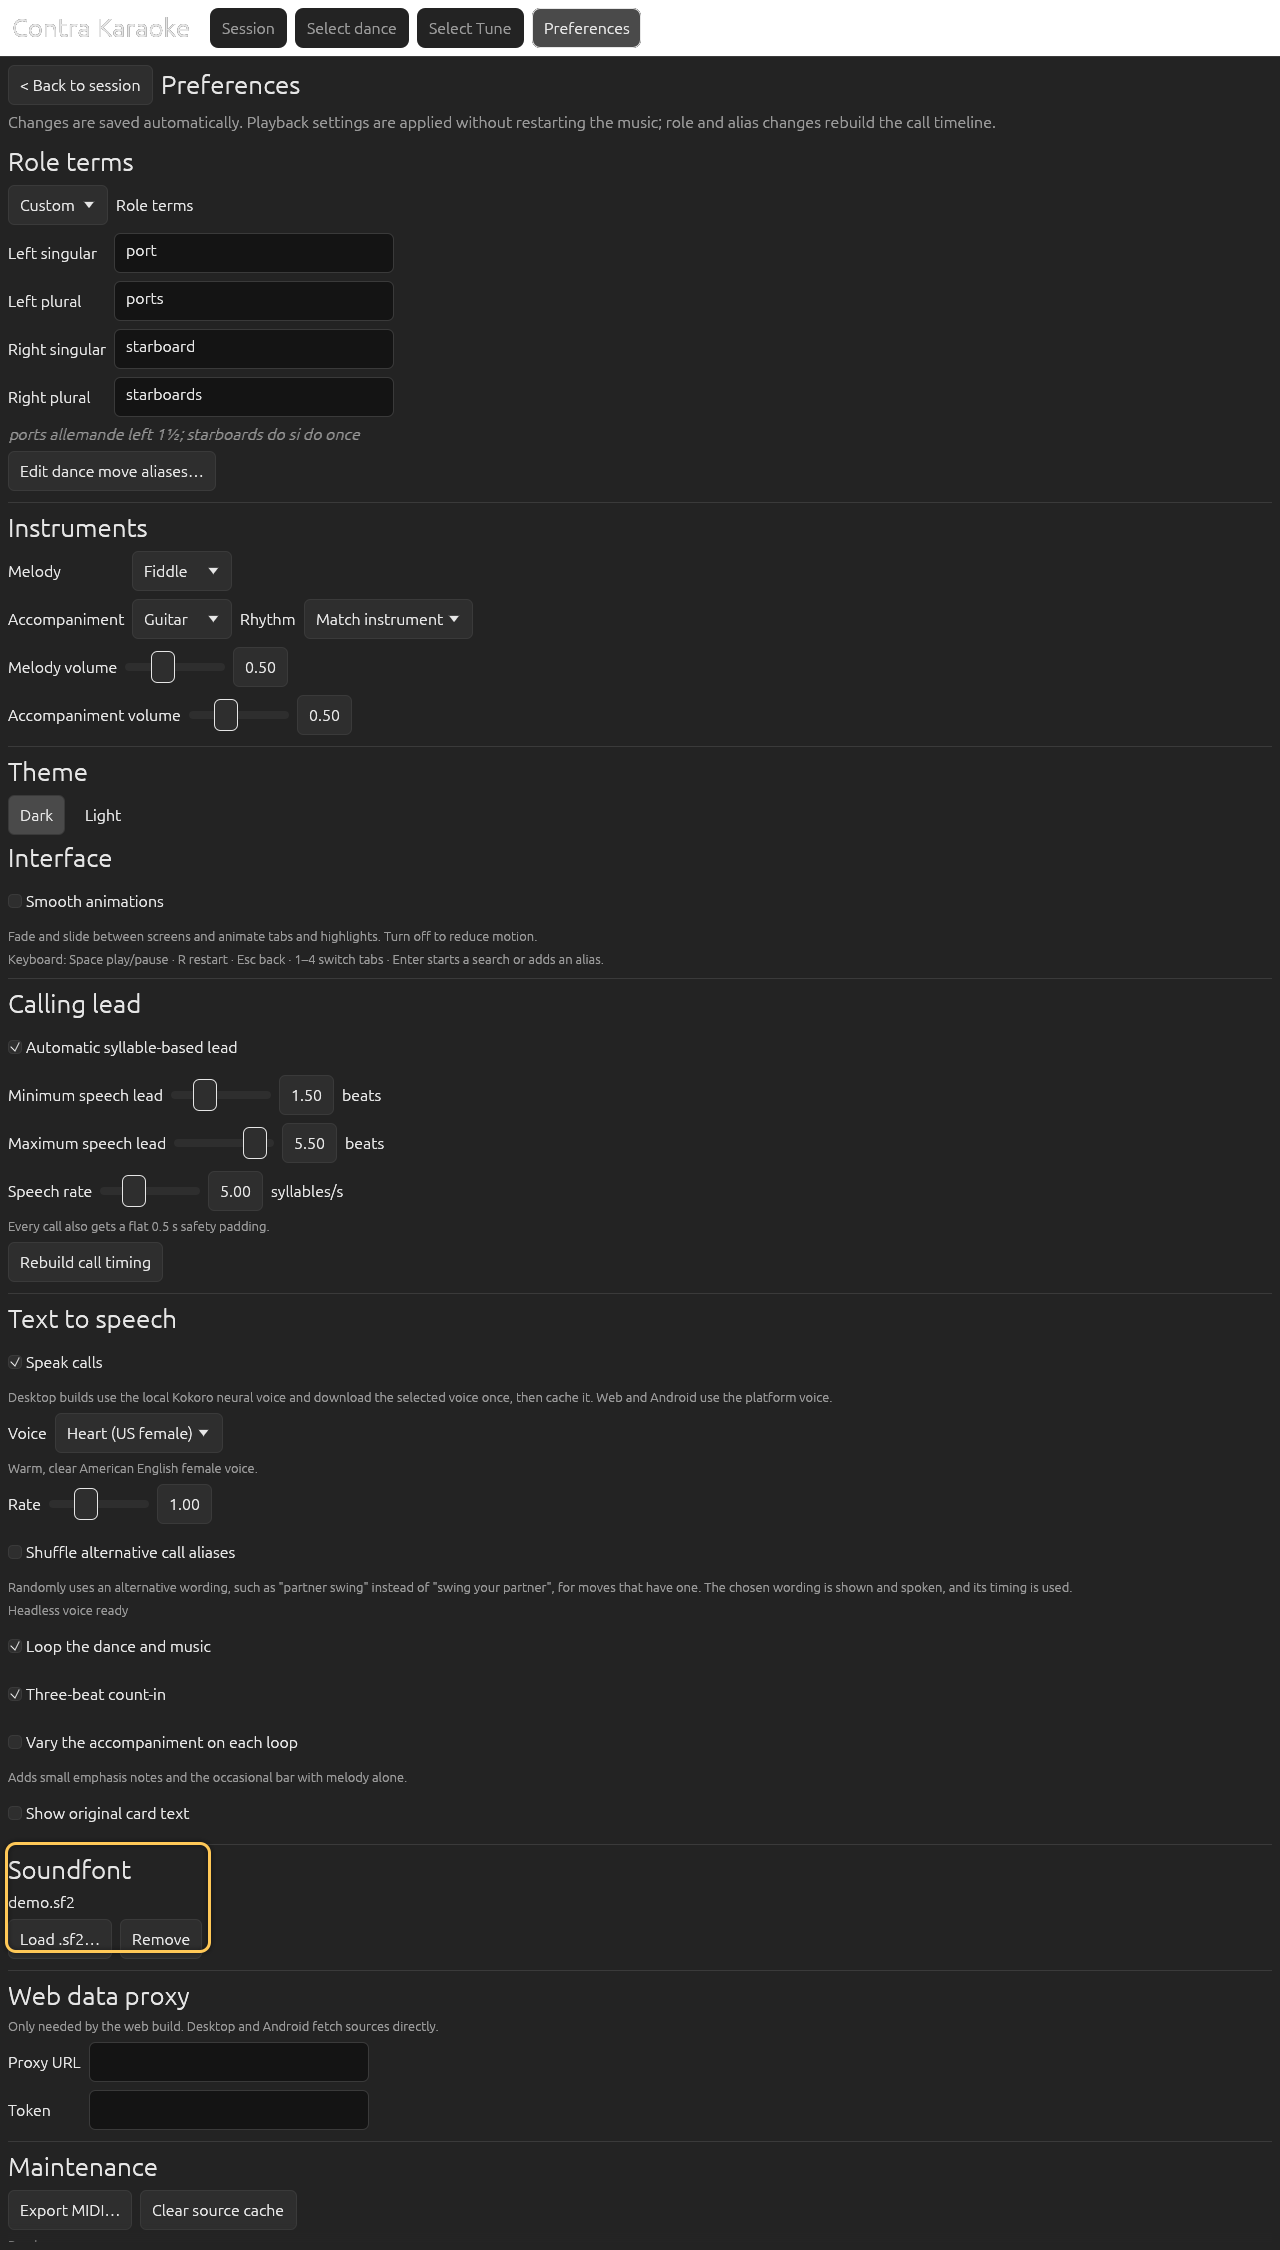 Contra Karaoke Session Select dance Select Tune Preferences
< Back to session Preferences
Changes are saved automatically. Playback settings are applied without restarting the music; role and alias changes rebuild the call timeline.
Role terms
Custom Role terms
Left singular port
Left plural ports
Right singular starboard
Right plural starboards
ports allemande left 1½; starboards do si do once
Edit dance move aliases...
Instruments
Melody Fiddle
Accompaniment Guitar Rhythm Match instrument
Melody volume 0.50
Accompaniment volume 0.50
Theme
Dark Light
Interface
Smooth animations
Fade and slide between screens and animate tabs and highlights. Turn off to reduce motion.
Keyboard: Space play/pause · R restart · Esc back · 1–4 switch tabs · Enter starts a search or adds an alias.
Calling lead
Automatic syllable-based lead
Minimum speech lead 1.50 beats
Maximum speech lead 5.50 beats
Speech rate 5.00 syllables/s
Every call also gets a flat 0.5 s safety padding.
Rebuild call timing
Text to speech
Speak calls
Desktop builds use the local Kokoro neural voice and download the selected voice once, then cache it. Web and Android use the platform voice.
Voice Heart (US female)
Warm, clear American English female voice.
Rate 1.00
Shuffle alternative call aliases
Randomly uses an alternative wording, such as "partner swing" instead of "swing your partner", for moves that have one. The chosen wording is shown and spoken, and its timing is used.
Headless voice ready
Loop the dance and music
Three-beat count-in
Vary the accompaniment on each loop
Adds small emphasis notes and the occasional bar with melody alone.
Show original card text
Soundfont
demo.sf2
Load .sf2... Remove
Web data proxy
Only needed by the web build. Desktop and Android fetch sources directly.
Proxy URL
Token
Maintenance
Export MIDI... Clear source cache